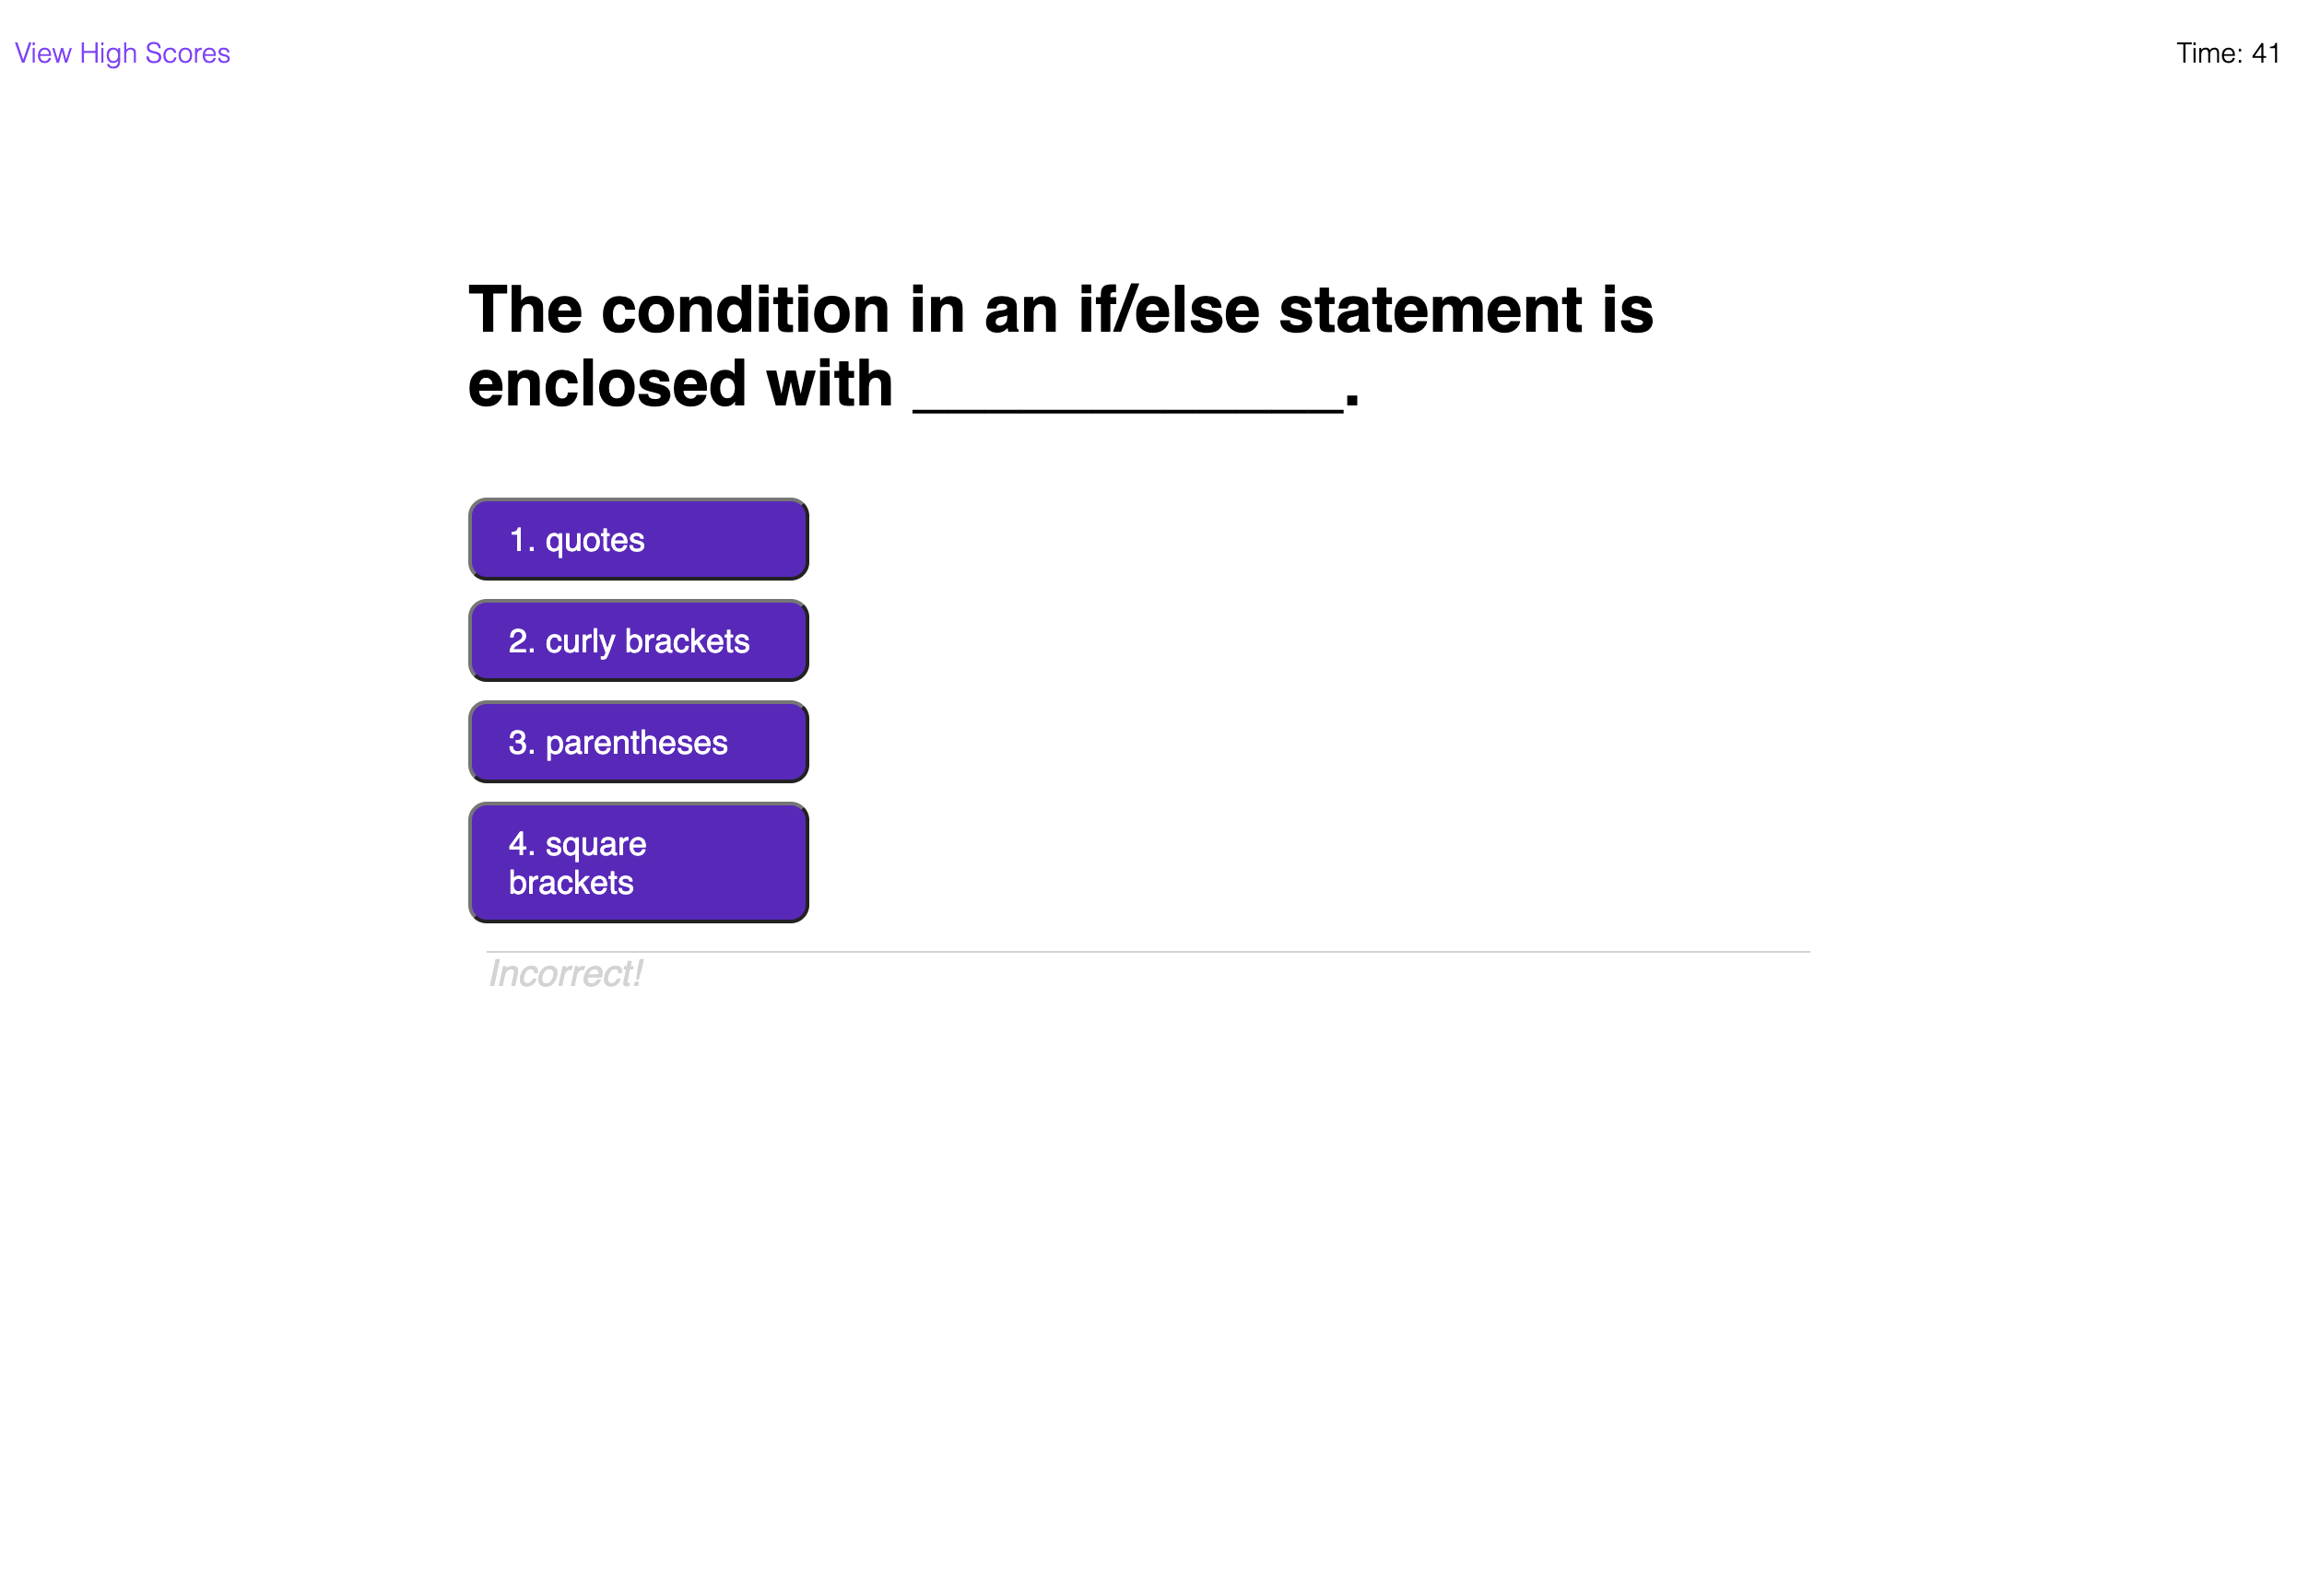 View High Scores
Time: 41
The condition in an if/else statement is
enclosed with ______________.
1. quotes
2. curly brackets
3. parentheses
4. square
brackets
Incorrect!